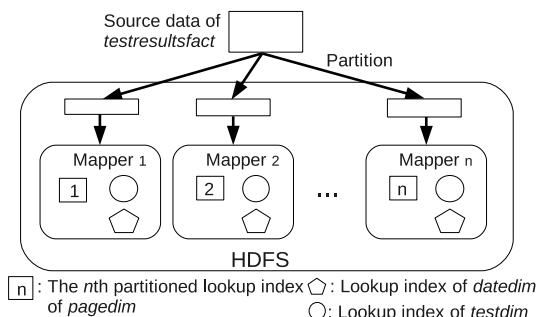 Source data of
testresultsfact
Partition
Mapper 1
Mapper 2
Mapper n
1
2
...
n
HDFS
n : The nth partitioned lookup index
of pagedim
: Lookup index of datedim
: Lookup index of testdim